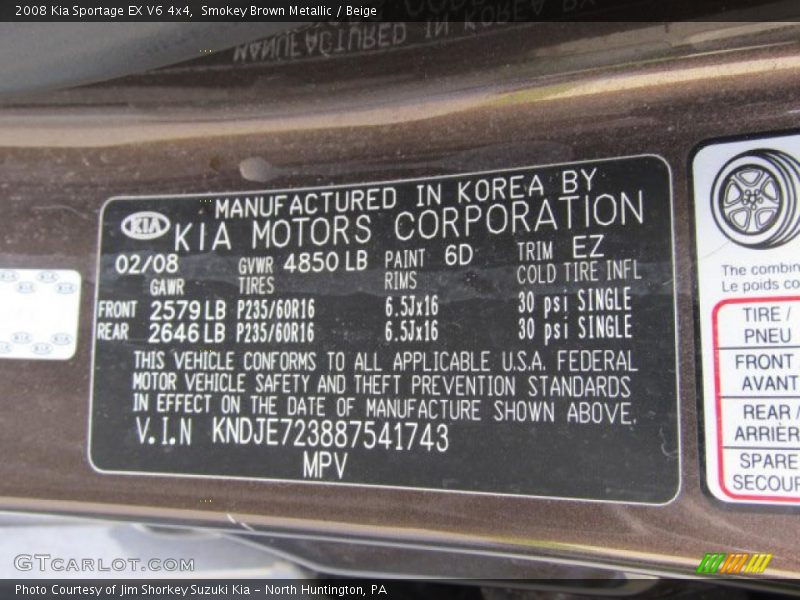 2008 Kia Sportage EX V6 4x4,  Smokey Brown Metallic / Beige
MANUFACTURED IN KOREA BY
KIA
MANUFACTURED IN KOREA BY
KIA MOTORS CORPORATION
02/08 GVWR 4850 LB PAINT 6D TRIM EZ
GAWR TIRES RIMS COLD TIRE INFL
FRONT 2579 LB P235/60R16 6.5Jx16 30 psi SINGLE
REAR 2646 LB P235/60R16 6.5Jx16 30 psi SINGLE
THIS VEHICLE CONFORMS TO ALL APPLICABLE U.S.A. FEDERAL
MOTOR VEHICLE SAFETY AND THEFT PREVENTION STANDARDS
IN EFFECT ON THE DATE OF MANUFACTURE SHOWN ABOVE.
V.I.N KNDJE723887541743
MPV
The combin
Le poids co
TIRE /
PNEU
FRONT
AVANT
REAR /
ARRIÈR
SPARE
SECOUR
GTcarlot.com
Photo Courtesy of Jim Shorkey Suzuki Kia - North Huntington, PA